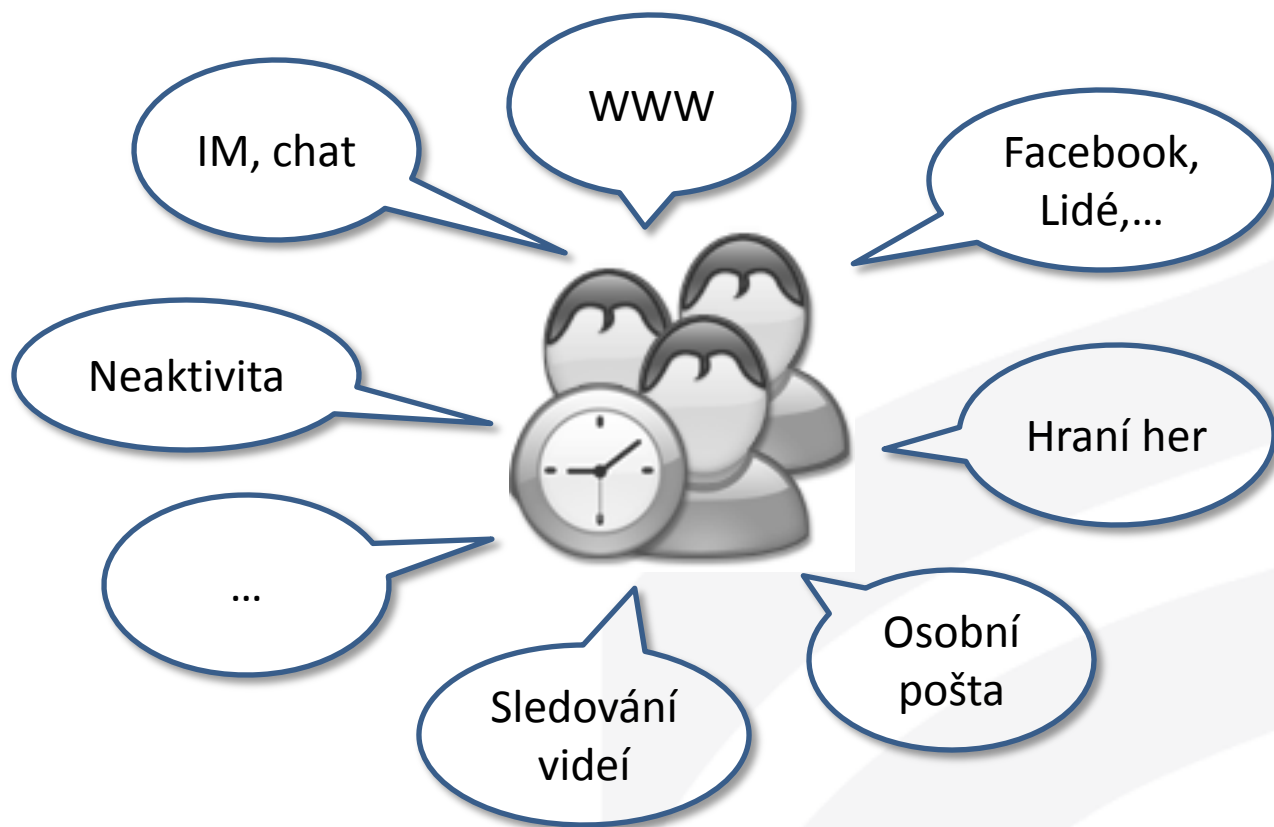 WWW
IM, chat
Facebook,
Lidé,…
Neaktivita
Hraní her
…
Osobní
pošta
Sledování
videí